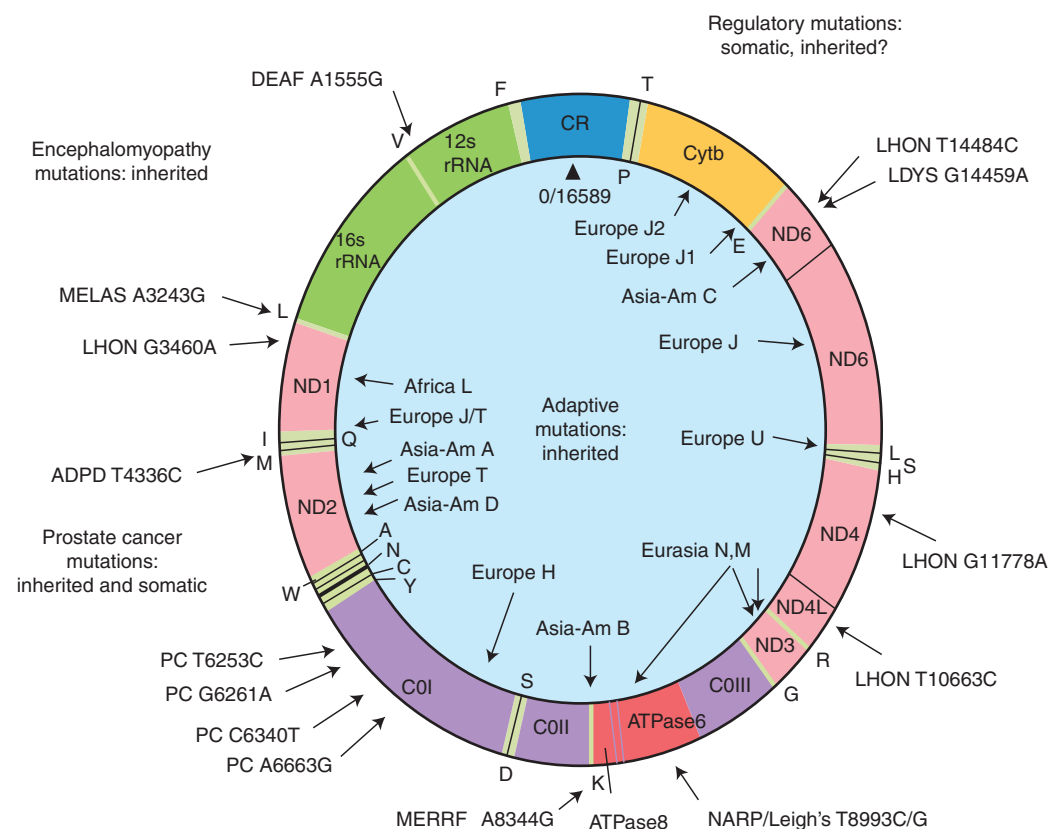 Regulatory mutations:
somatic, inherited?
DEAF A1555G
F
T
CR
V
12s
rRNA
Cytb
LHON T14484C
LDYS G14459A
Encephalomyopathy
mutations: inherited
P
0/16589
Europe J2
E
ND6
Europe J1
16s
rRNA
Asia-Am C
MELAS A3243G
L
LHON G3460A
Europe J
ND6
ND1
Africa L
Adaptive
mutations:
inherited
Europe J/T
I
Q
Europe U
M
Asia-Am A
L
S
H
ADPD T4336C
Europe T
ND2
Asia-Am D
ND4
Prostate cancer
mutations:
inherited and somatic
A
N
C
Y
W
Eurasia N,M
LHON G11778A
Europe H
Asia-Am B
ND4L
ND3
R
PC T6253C
PC G6261A
C0I
S
C0III
G
LHON T10663C
PC C6340T
C0II
ATPase6
PC A6663G
D
K
MERRF A8344G
ATPase8
NARP/Leigh's T8993C/G